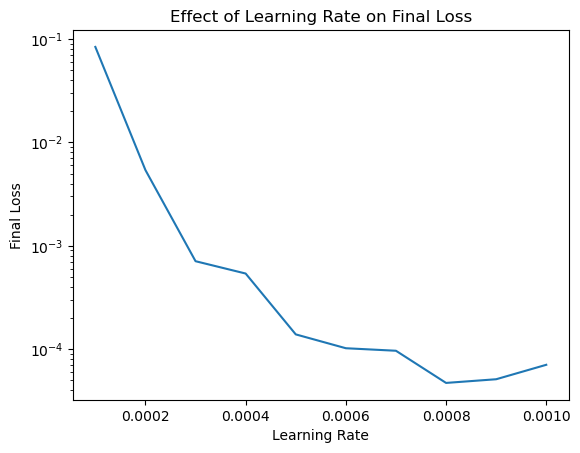 Effect of Learning Rate on Final Loss
Final Loss
10⁻¹
10⁻²
10⁻³
10⁻⁴
0.0002 0.0004 0.0006 0.0008 0.0010
Learning Rate